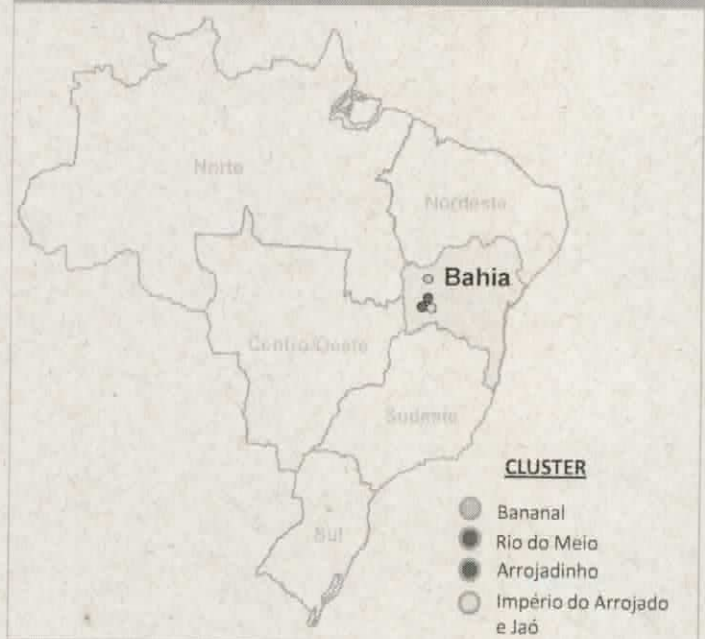 Norte
Nordeste
Bahia
Centro Oeste
Sudeste
Sul
CLUSTER
Bananal
Rio do Meio
Arrojadinho
Império do Arrojado
e Jaó